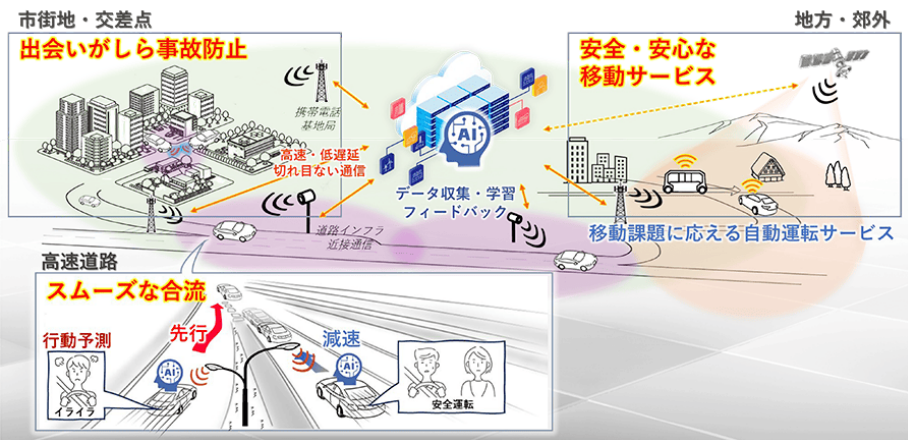 市街地・交差点
地方・郊外
出会いがしら事故防止
安全・安心な
移動サービス
携帯電話
基地局
AI
高速・低遅延
切れ目ない通信
データ収集・学習
フィードバック
道路インフラ
近接通信
移動課題に応える自動運転サービス
高速道路
スムーズな合流
先行
減速
行動予測
AI
AI
イライラ
安全運転